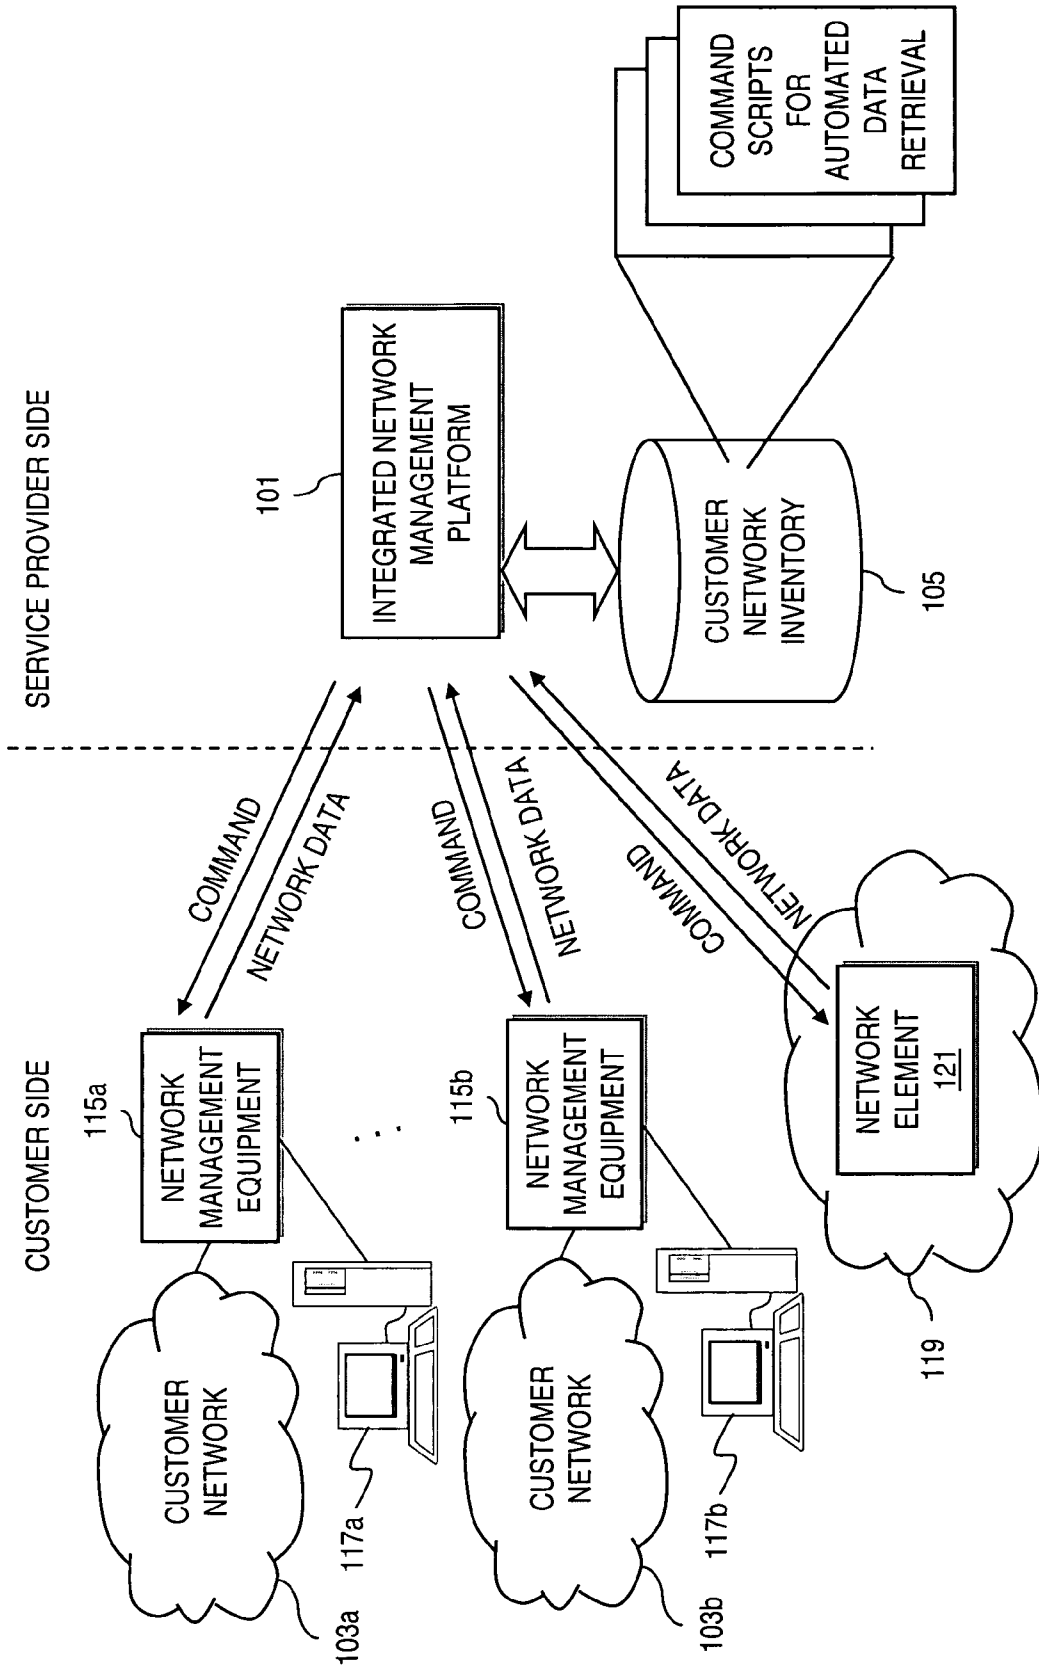 CUSTOMER SIDE
SERVICE PROVIDER SIDE
115a
NETWORK
MANAGEMENT
EQUIPMENT
COMMAND
NETWORK DATA
101
INTEGRATED NETWORK
MANAGEMENT
PLATFORM
CUSTOMER
NETWORK
103a
117a
. . .
115b
NETWORK
MANAGEMENT
EQUIPMENT
COMMAND
NETWORK DATA
CUSTOMER
NETWORK
103b
117b
COMMAND
NETWORK DATA
NETWORK
ELEMENT
121
119
CUSTOMER
NETWORK
INVENTORY
105
COMMAND
SCRIPTS
FOR
AUTOMATED
DATA
RETRIEVAL